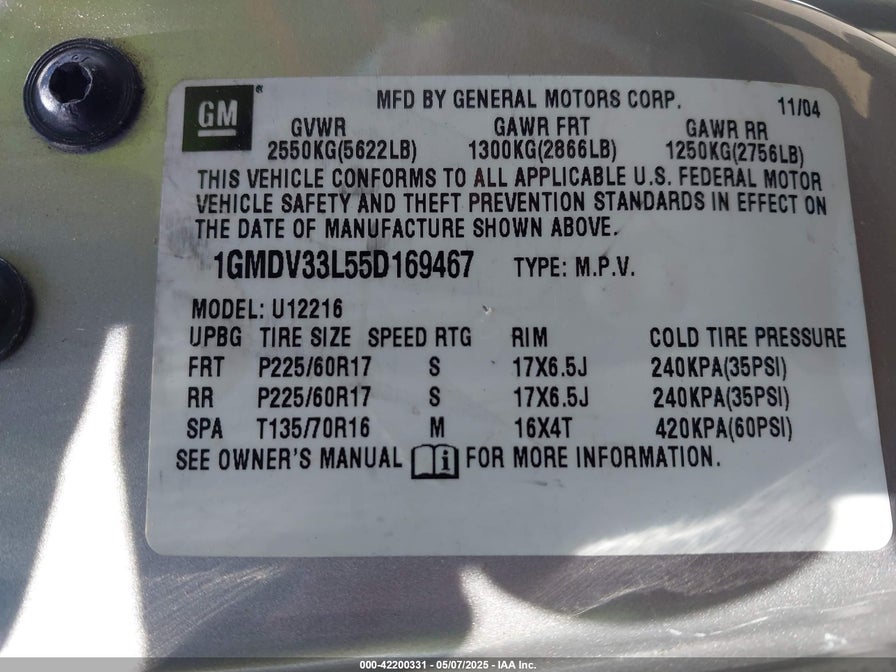 GM
MFD BY GENERAL MOTORS CORP. 11/04
GVWR GAWR FRT GAWR RR
2550KG(5622LB) 1300KG(2866LB) 1250KG(2756LB)
THIS VEHICLE CONFORMS TO ALL APPLICABLE U.S. FEDERAL MOTOR
VEHICLE SAFETY AND THEFT PREVENTION STANDARDS IN EFFECT ON
THE DATE OF MANUFACTURE SHOWN ABOVE.
1GMDV33L55D169467 TYPE: M.P.V.
MODEL: U12216
UPBG TIRE SIZE SPEED RTG RIM COLD TIRE PRESSURE
FRT P225/60R17 S 17X6.5J 240KPA(35PSI)
RR P225/60R17 S 17X6.5J 240KPA(35PSI)
SPA T135/70R16 M 16X4T 420KPA(60PSI)
SEE OWNER'S MANUAL i FOR MORE INFORMATION.
000-42200331 - 05/07/2025 - IAA Inc.